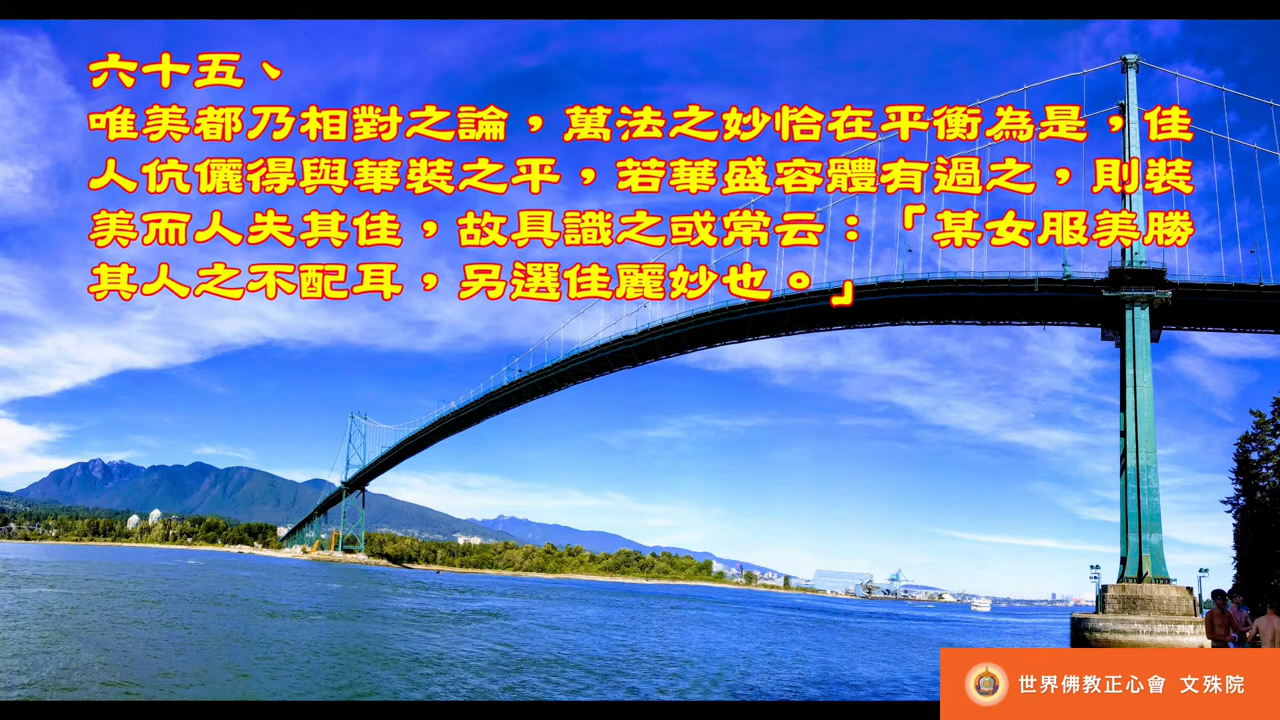 六十五、
唯美都乃相對之論，萬法之妙恰在平衡為是，佳
人伉儷得與華裝之平，若華盛容體有過之，則裝
美而人失其佳，故具識之或常云：「某女服美勝
其人之不配耳，另選佳麗妙也。」
世界佛教正心會 文殊院